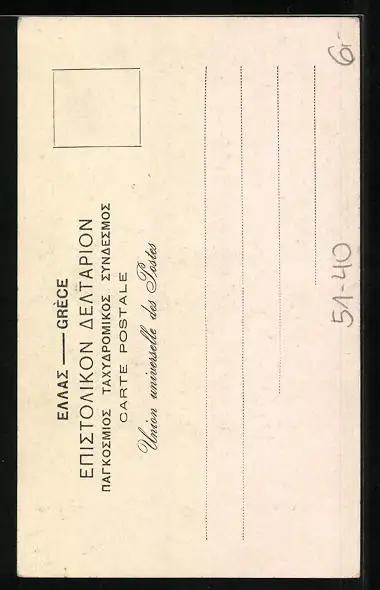 ΕΛΛΑΣ — GRÈCE
ΕΠΙΣΤΟΛΙΚΟΝ ΔΕΛΤΑΡΙΟΝ
ΠΑΓΚΟΣΜΙΟΣ ΤΑΧΥΔΡΟΜΙΚΟΣ ΣΥΝΔΕΣΜΟΣ
CARTE POSTALE
Union universelle des Postes
6,-
51-40